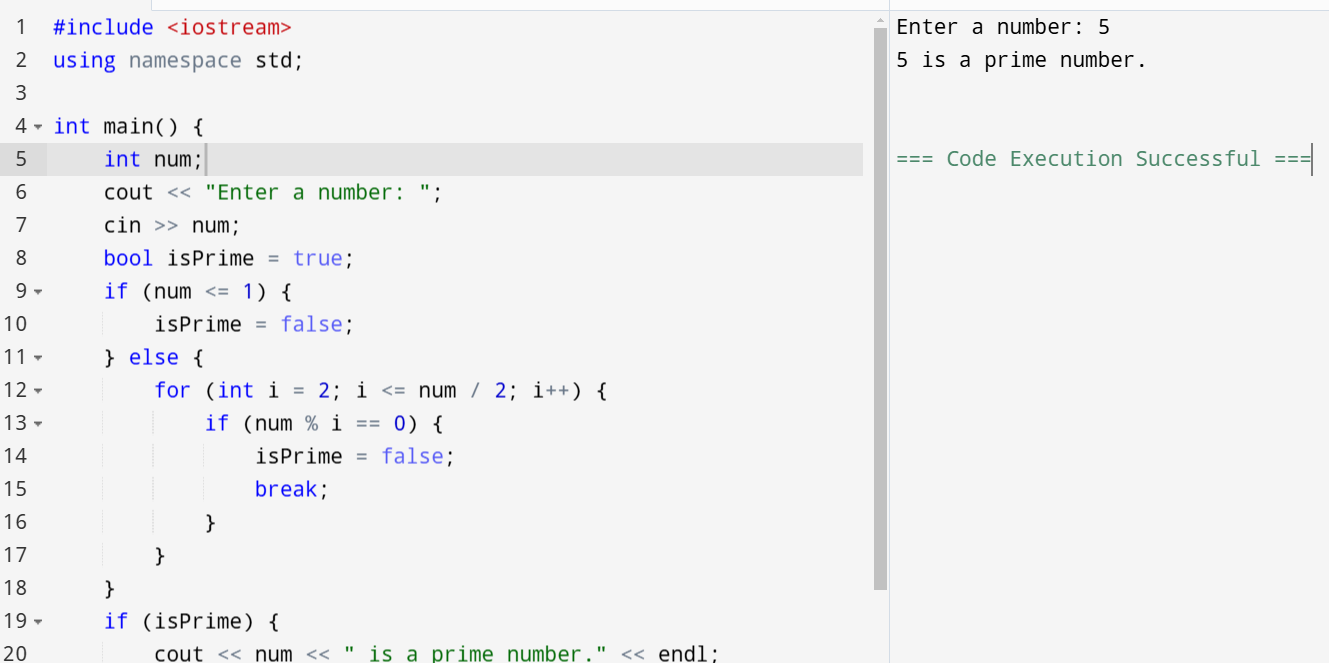 1 #include <iostream>
2 using namespace std;
3
4 int main() {
5     int num;
6     cout << "Enter a number: ";
7     cin >> num;
8     bool isPrime = true;
9     if (num <= 1) {
10         isPrime = false;
11     } else {
12         for (int i = 2; i <= num / 2; i++) {
13             if (num % i == 0) {
14                 isPrime = false;
15                 break;
16             }
17         }
18     }
19     if (isPrime) {
20         cout << num << " is a prime number." << endl;
Enter a number: 5
5 is a prime number.
=== Code Execution Successful ===